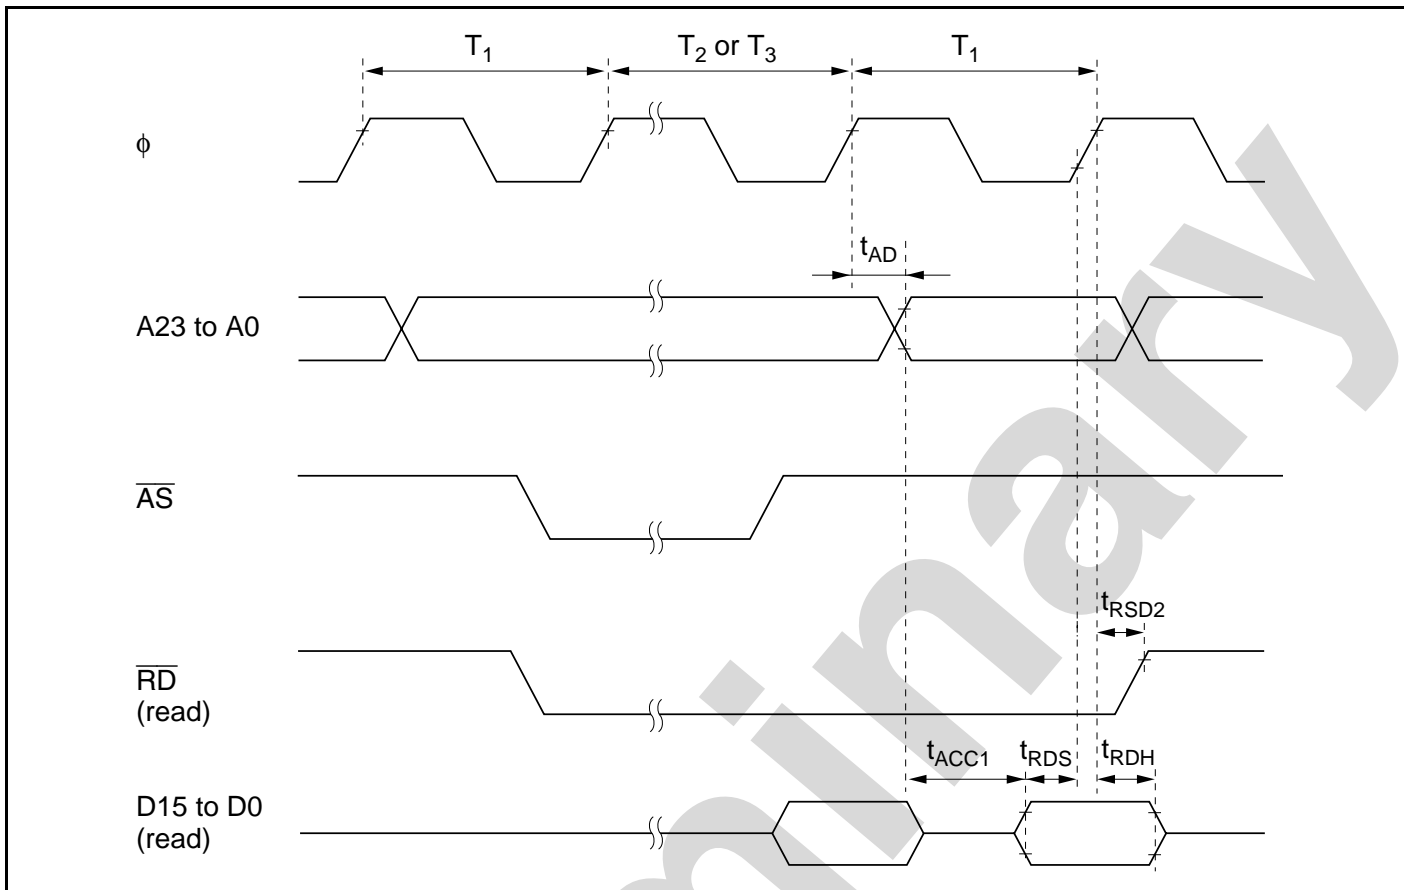 T1
T2 or T3
T1
ϕ
tAD
A23 to A0
AS
tRSD2
RD
(read)
tACC1
tRDS
tRDH
D15 to D0
(read)
minary